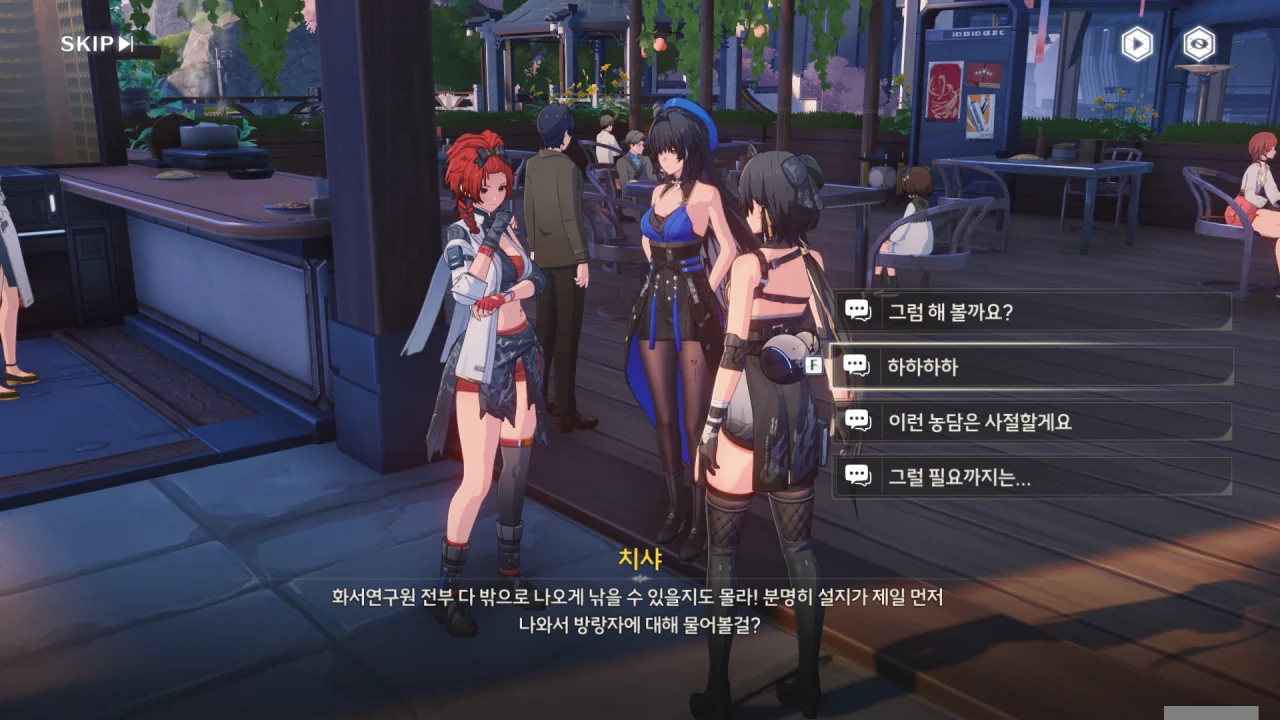 SKIP
그럼 해 볼까요?
F
하하하하
이런 농담은 사절할게요
그럴 필요까지는...
치샤
화서연구원 전부 다 밖으로 나오게 낚을 수 있을지도 몰라! 분명히 설지가 제일 먼저
나와서 방랑자에 대해 물어볼걸?